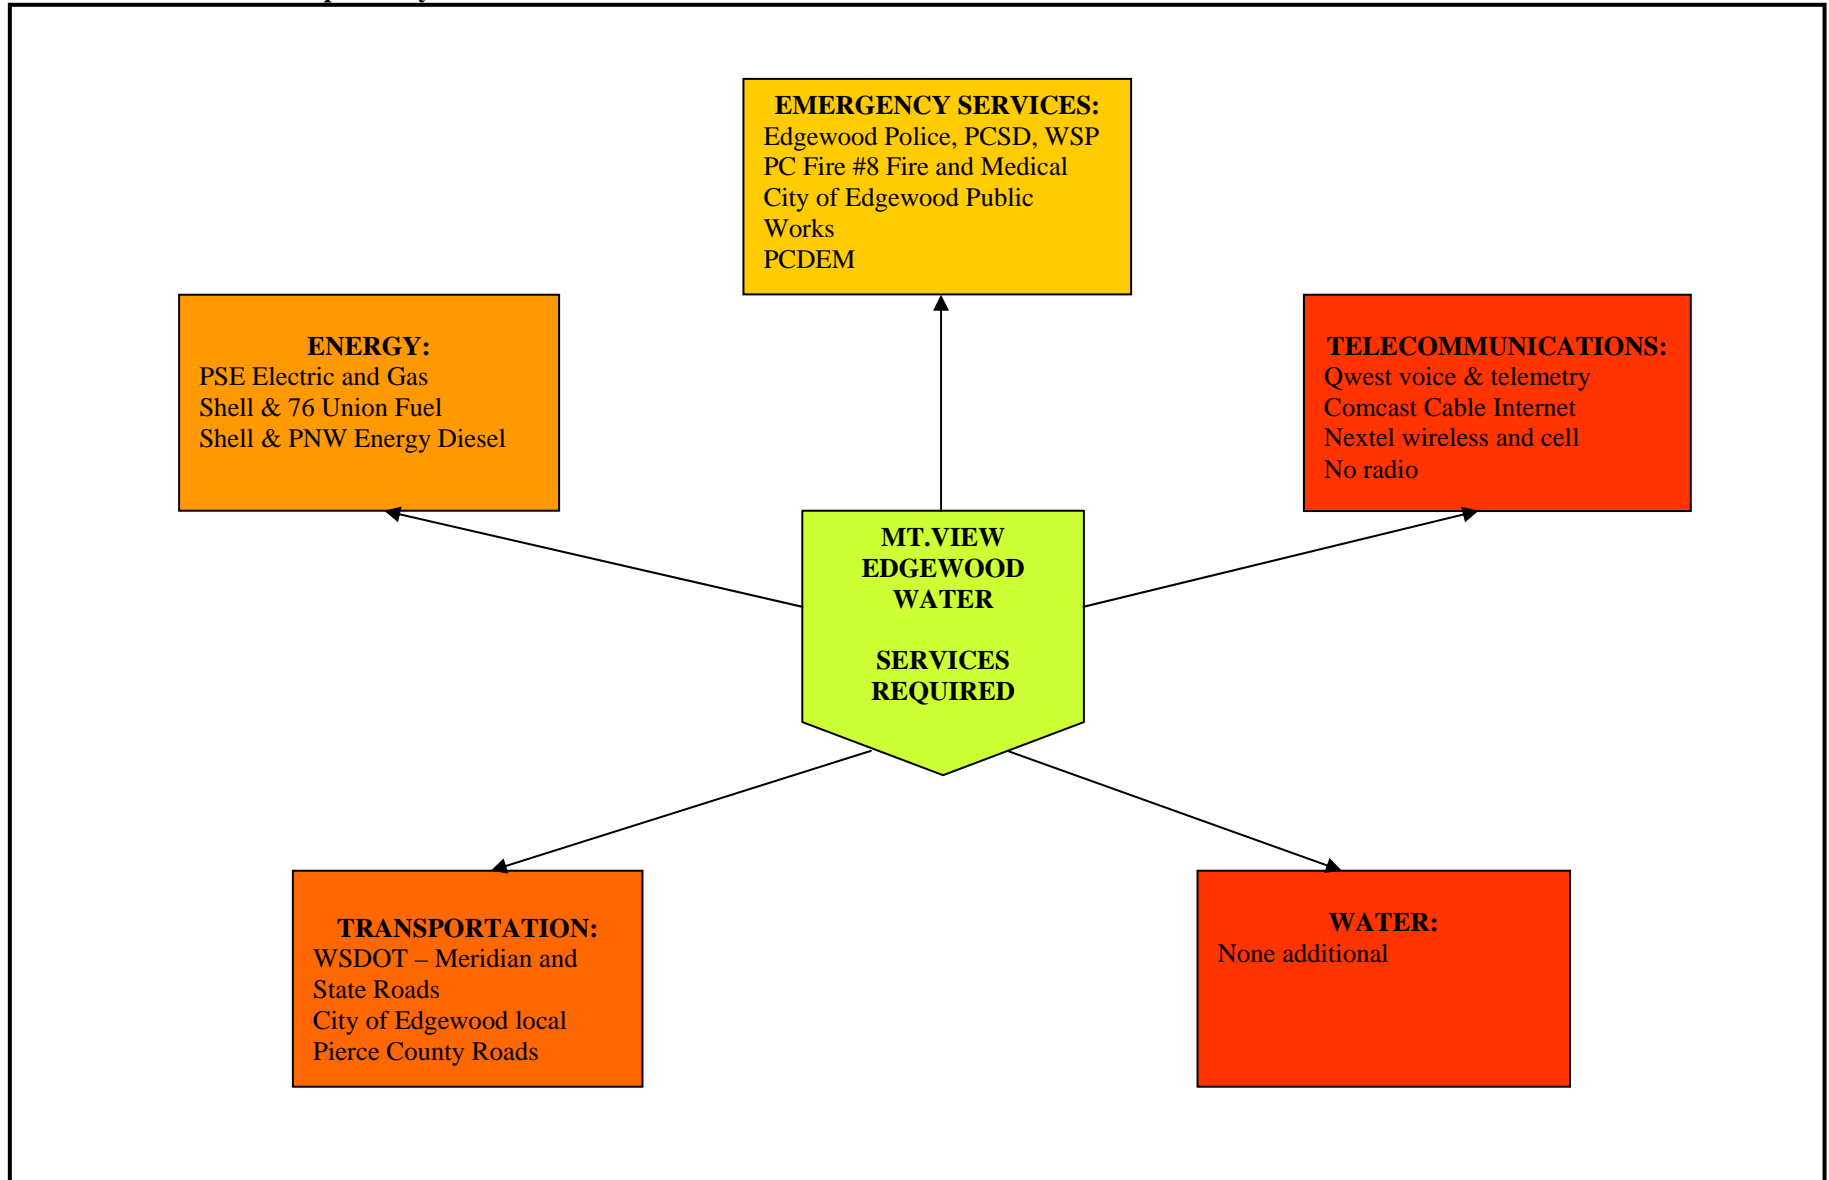 EMERGENCY SERVICES:
Edgewood Police, PCSD, WSP
PC Fire #8 Fire and Medical
City of Edgewood Public
Works
PCDEM
ENERGY:
PSE Electric and Gas
Shell & 76 Union Fuel
Shell & PNW Energy Diesel
TELECOMMUNICATIONS:
Qwest voice & telemetry
Comcast Cable Internet
Nextel wireless and cell
No radio
MT.VIEW
EDGEWOOD
WATER
SERVICES
REQUIRED
TRANSPORTATION:
WSDOT – Meridian and
State Roads
City of Edgewood local
Pierce County Roads
WATER:
None additional